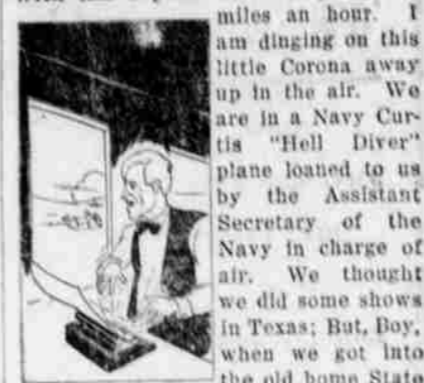 miles an hour. I
am dinging on this
little Corona away
up in the air. We
are in a Navy Cur-
tis "Hell Diver"
plane loaned to us
by the Assistant
Secretary of the
Navy in charge of
air. We thought
we did some shows
in Texas; But, Boy,
when we got into
the old home State